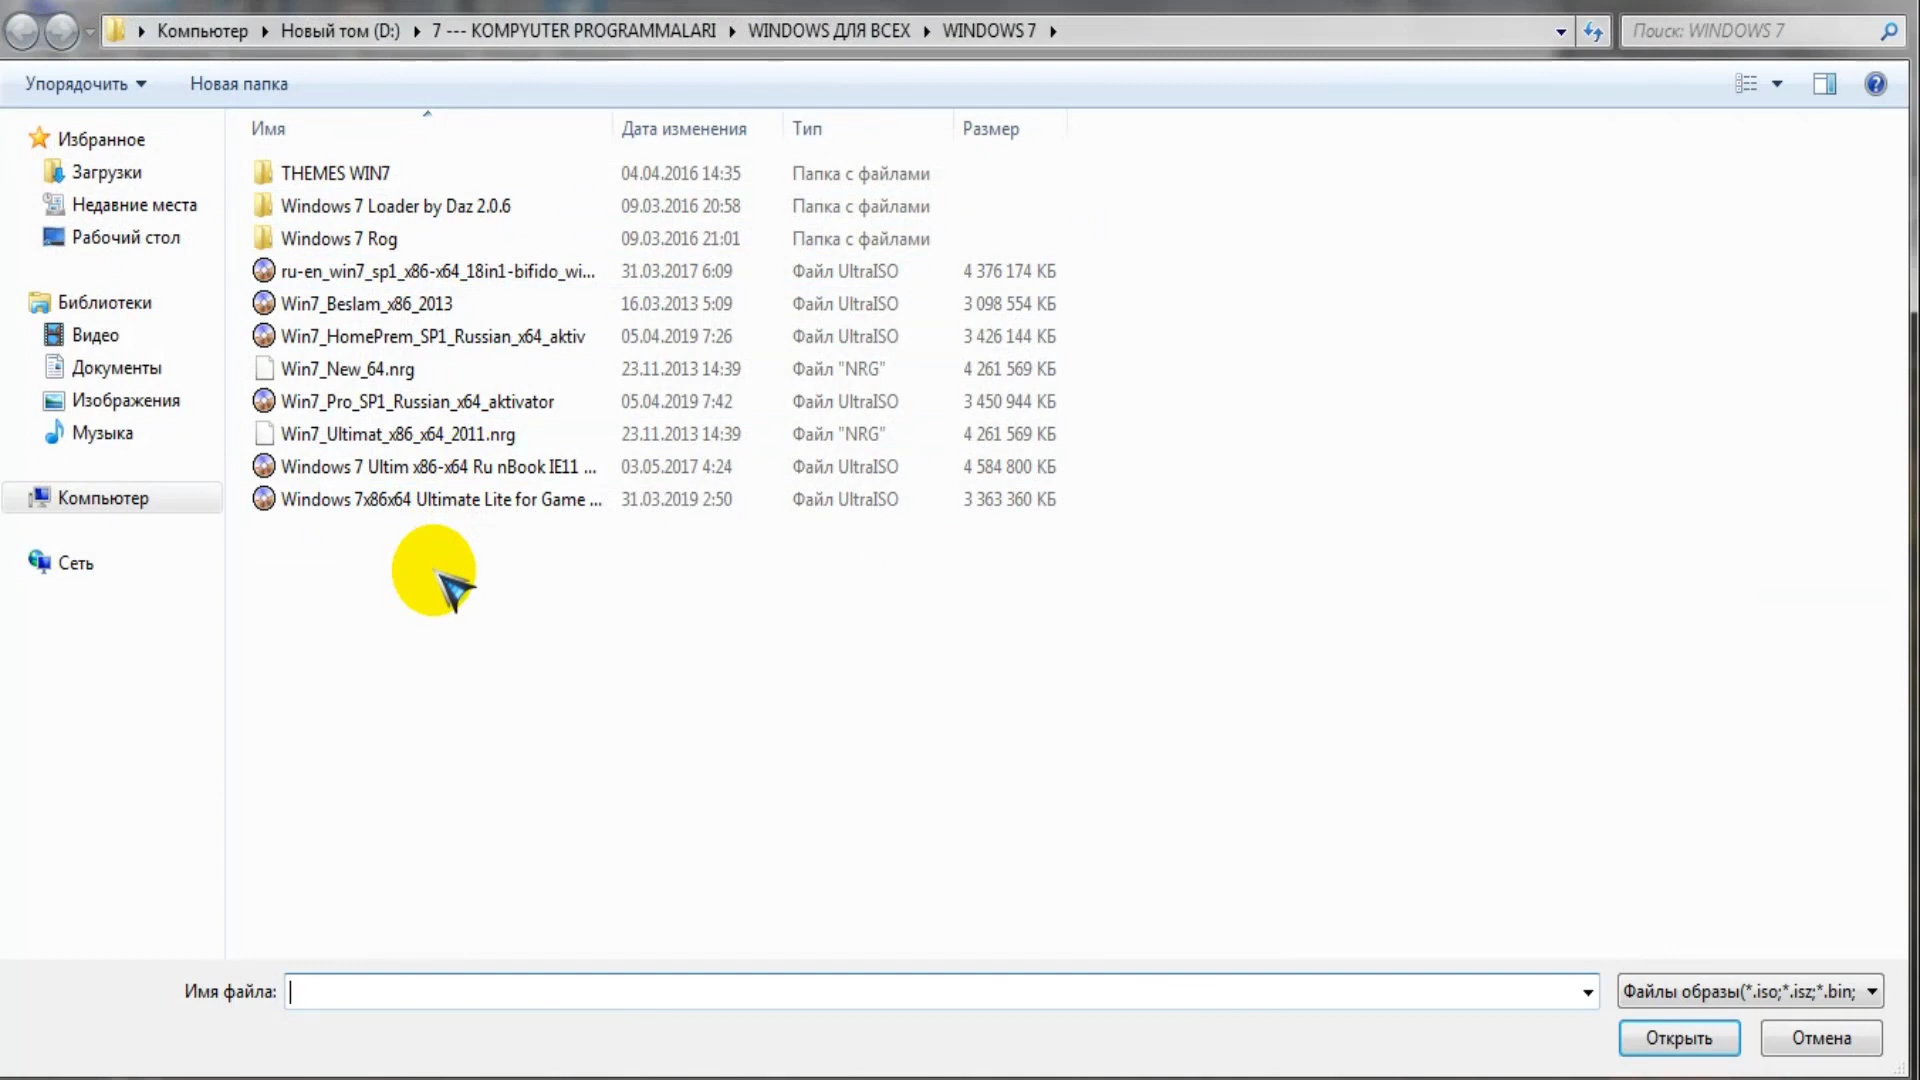 Компьютер Новый том (D:) 7 --- KOMPYUTER PROGRAMMALARI WINDOWS ДЛЯ ВСЕХ WINDOWS 7 Поиск: WINDOWS 7
Упорядочить Новая папка
Имя Дата изменения Тип Размер
Избранное
Загрузки
Недавние места
Рабочий стол
Библиотеки
Видео
Документы
Изображения
Музыка
Компьютер
Сеть
THEMES WIN7 04.04.2016 14:35 Папка с файлами
Windows 7 Loader by Daz 2.0.6 09.03.2016 20:58 Папка с файлами
Windows 7 Rog 09.03.2016 21:01 Папка с файлами
ru-en_win7_sp1_x86-x64_18in1-bifido_wi... 31.03.2017 6:09 Файл UltraISO 4 376 174 КБ
Win7_Beslam_x86_2013 16.03.2013 5:09 Файл UltraISO 3 098 554 КБ
Win7_HomePrem_SP1_Russian_x64_aktiv 05.04.2019 7:26 Файл UltraISO 3 426 144 КБ
Win7_New_64.nrg 23.11.2013 14:39 Файл "NRG" 4 261 569 КБ
Win7_Pro_SP1_Russian_x64_aktivator 05.04.2019 7:42 Файл UltraISO 3 450 944 КБ
Win7_Ultimat_x86_x64_2011.nrg 23.11.2013 14:39 Файл "NRG" 4 261 569 КБ
Windows 7 Ultim x86-x64 Ru nBook IE11 ... 03.05.2017 4:24 Файл UltraISO 4 584 800 КБ
Windows 7x86x64 Ultimate Lite for Game ... 31.03.2019 2:50 Файл UltraISO 3 363 360 КБ
Имя файла: Файлы образы(*.iso;*.isz;*.bin;
Открыть Отмена